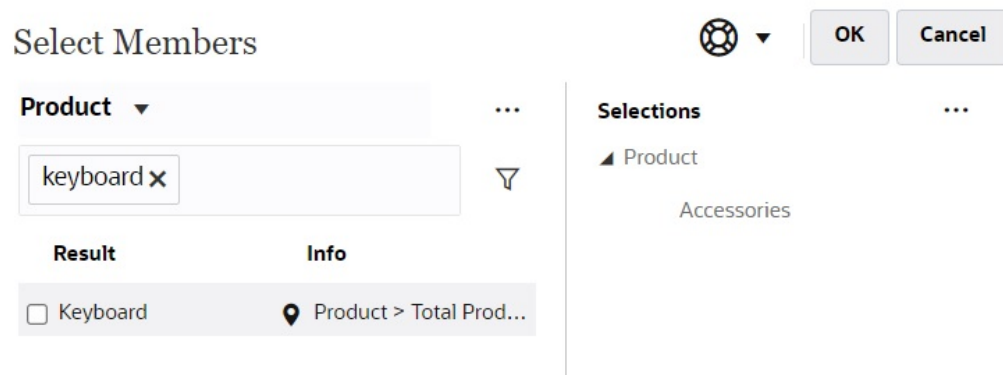 Select Members
OK
Cancel
Product
keyboard
Result
Info
Keyboard
Product > Total Prod...
Selections
Product
Accessories